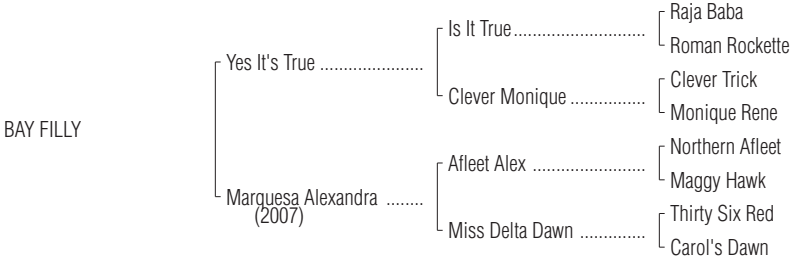 Raja Baba
Is It True............................
Roman Rockette
Yes It's True ......................
Clever Trick
Clever Monique ................
Monique Rene
BAY FILLY
Northern Afleet
Afleet Alex ........................
Maggy Hawk
Marquesa Alexandra ........
(2007)
Thirty Six Red
Miss Delta Dawn ..............
Carol's Dawn